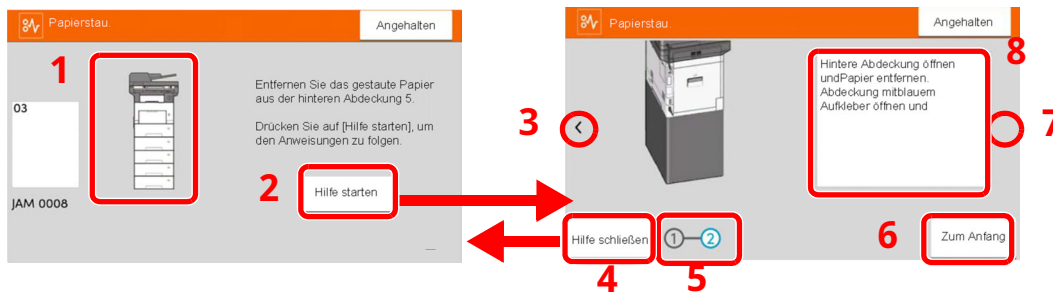 Papierstau.
Angehalten
1
03
JAM 0008
Entfernen Sie das gestaute Papier
aus der hinteren Abdeckung 5.
Drücken Sie auf [Hilfe starten], um
den Anweisungen zu folgen.
2
Hilfe starten
Papierstau.
Angehalten
8
Hintere Abdeckung öffnen
undPapier entfernen.
Abdeckung mitblauem
Aufkleber öffnen und
3
<
7
Hilfe schließen
1
2
6
Zum Anfang
4
5